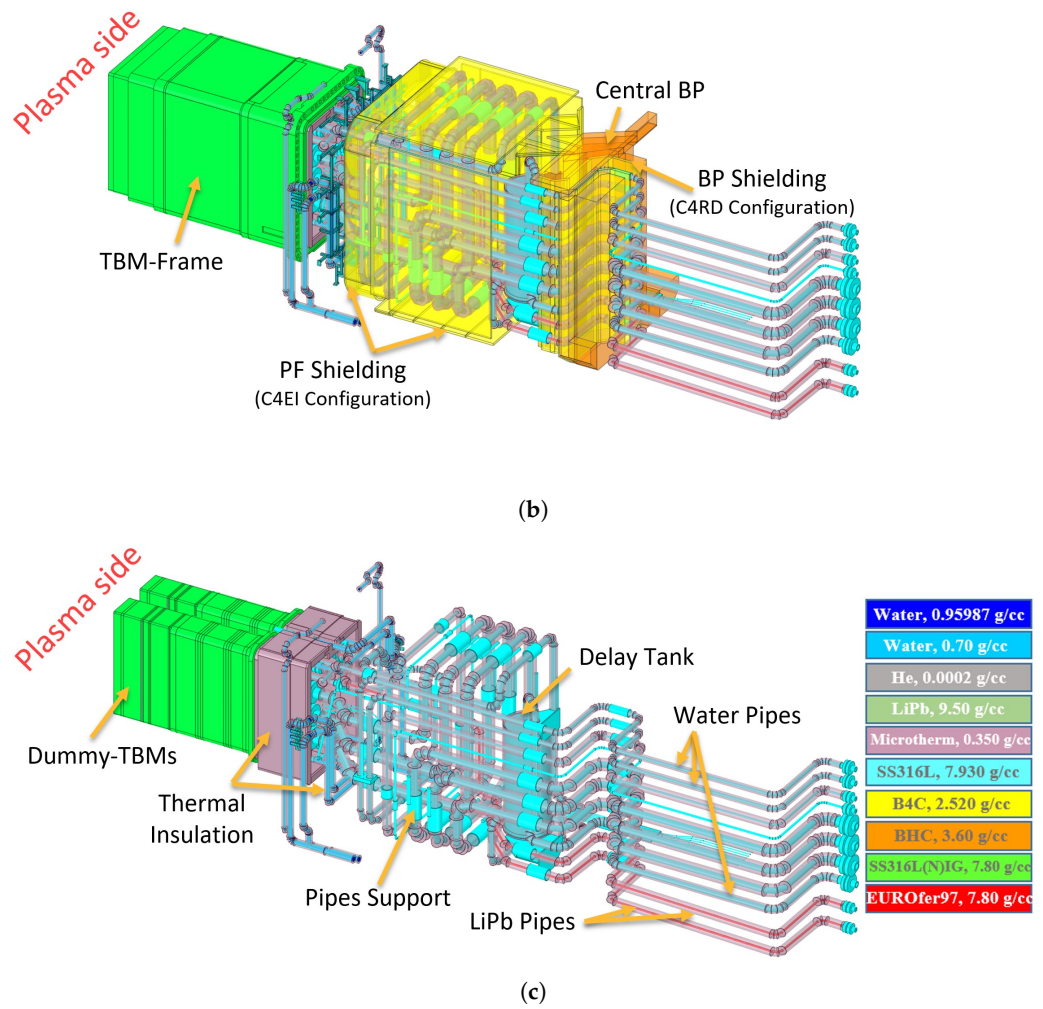 Plasma side
Central BP
BP Shielding
(C4RD Configuration)
TBM-Frame
PF Shielding
(C4EI Configuration)
(b)
Plasma side
Delay Tank
Water Pipes
Dummy-TBMs
Thermal
Insulation
Pipes Support
LiPb Pipes
Water, 0.95987 g/cc
Water, 0.70 g/cc
He, 0.0002 g/cc
LiPb, 9.50 g/cc
Microtherm, 0.350 g/cc
SS316L, 7.930 g/cc
B4C, 2.520 g/cc
BHC, 3.60 g/cc
SS316L(N)IG, 7.80 g/cc
EUROfer97, 7.80 g/cc
(c)